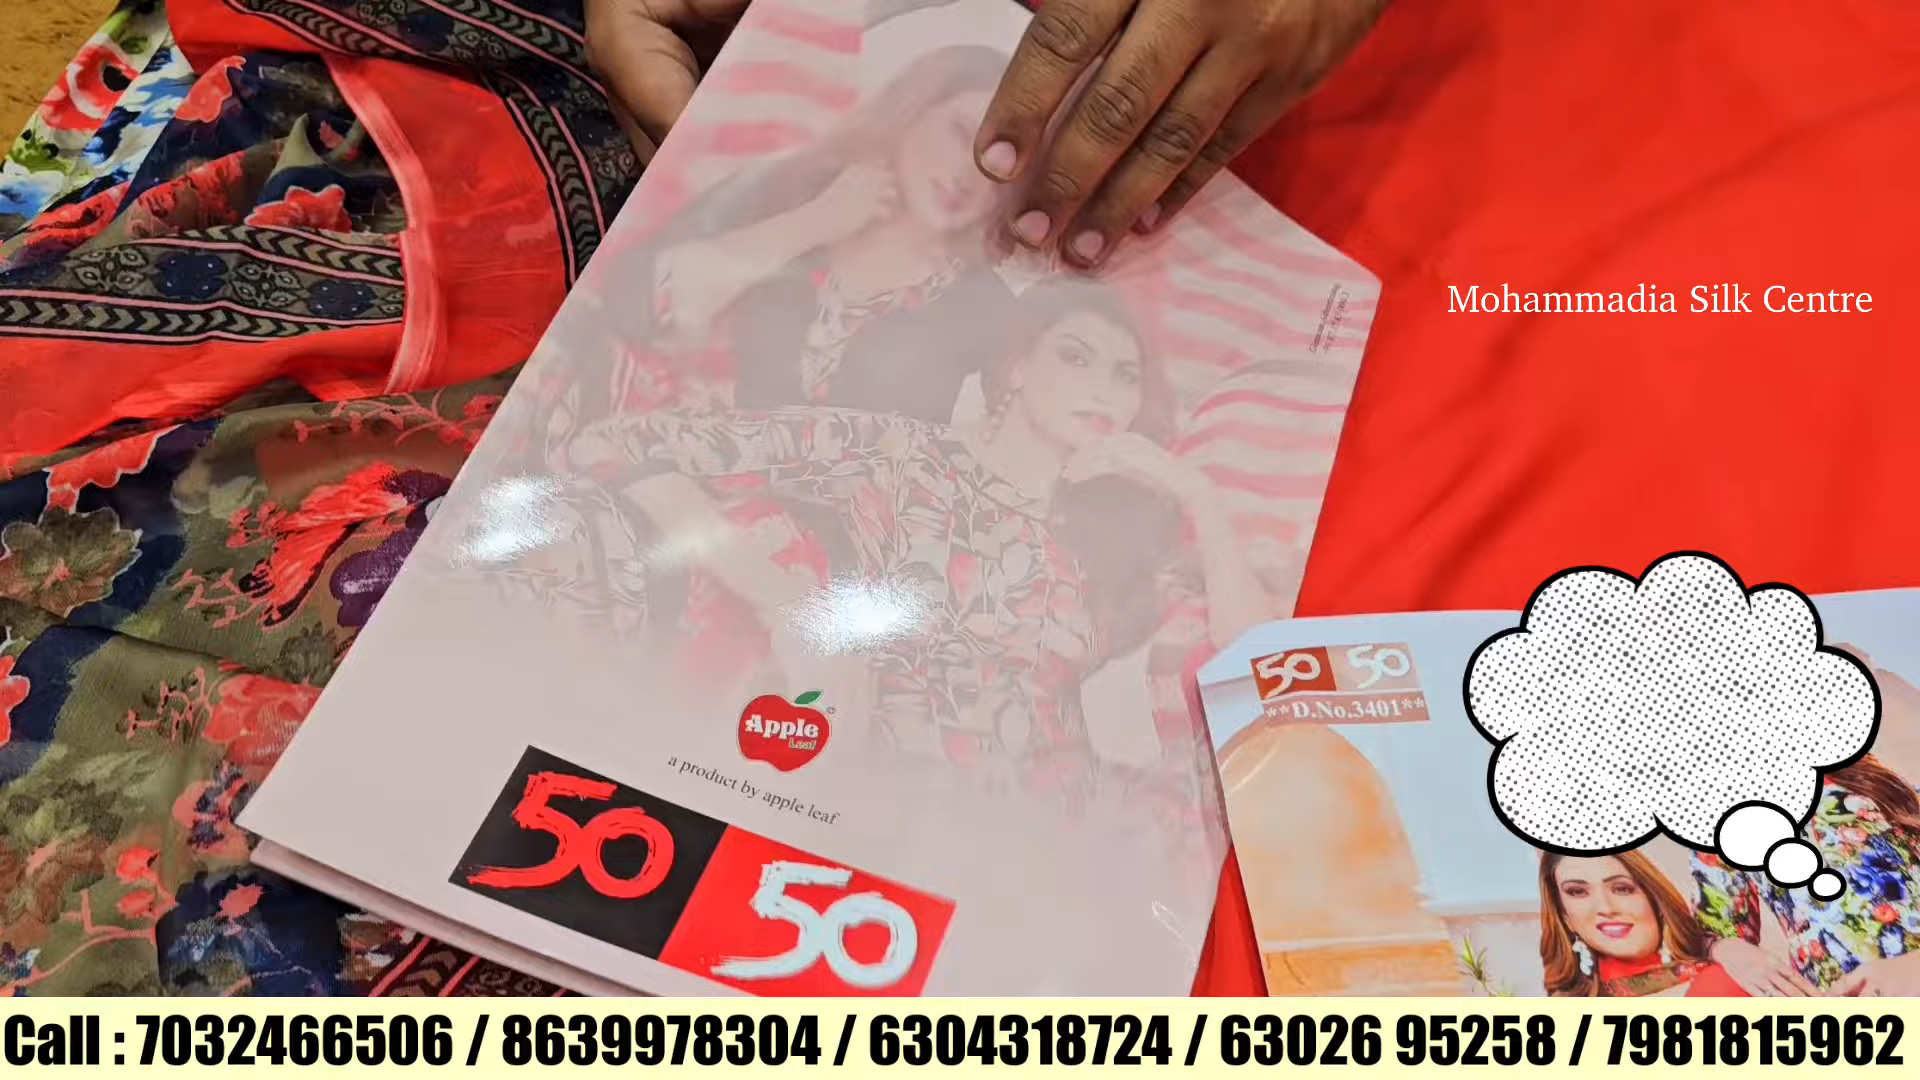 Mohammadia Silk Centre
50 50
**D.No.3401**
Apple
Leaf
a product by apple leaf
50 50
Call : 7032466506 / 8639978304 / 6304318724 / 63026 95258 / 7981815962